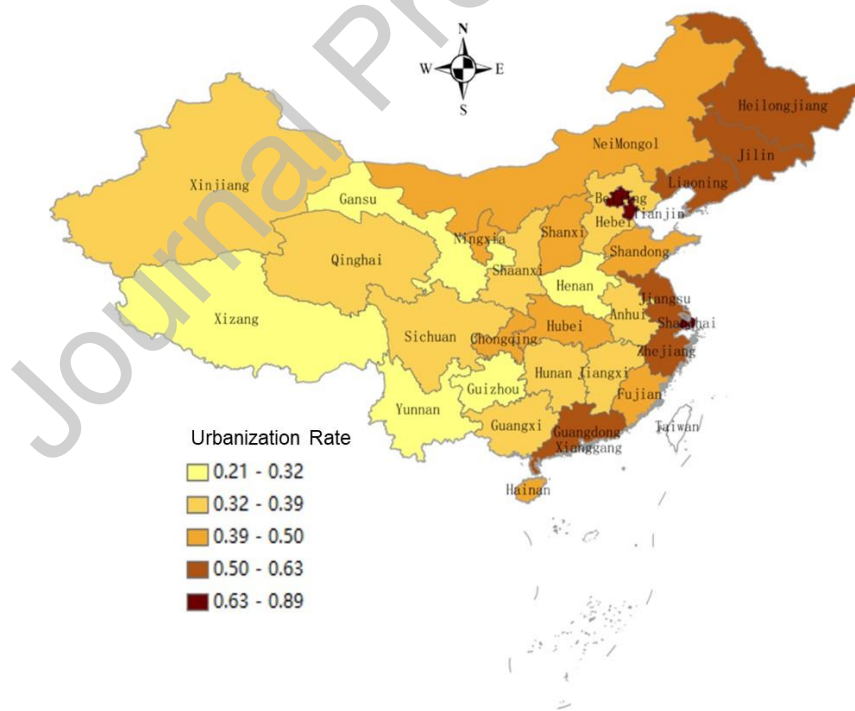 Journal Pre
N
W E
S
Heilongjiang
NeiMongol
Jilin
Xinjiang
Liaoning
Gansu
Beijing
Tianjin
Hebei
Ningxia
Shanxi
Shandong
Qinghai
Shaanxi
Henan
Jiangsu
Xizang
Anhui
Shanghai
Hubei
Sichuan
Chongqing
Zhejiang
Hunan
Jiangxi
Guizhou
Fujian
Yunnan
Guangxi
Guangdong
Taiwan
Xianggang
Hainan
Urbanization Rate
0.21 - 0.32
0.32 - 0.39
0.39 - 0.50
0.50 - 0.63
0.63 - 0.89